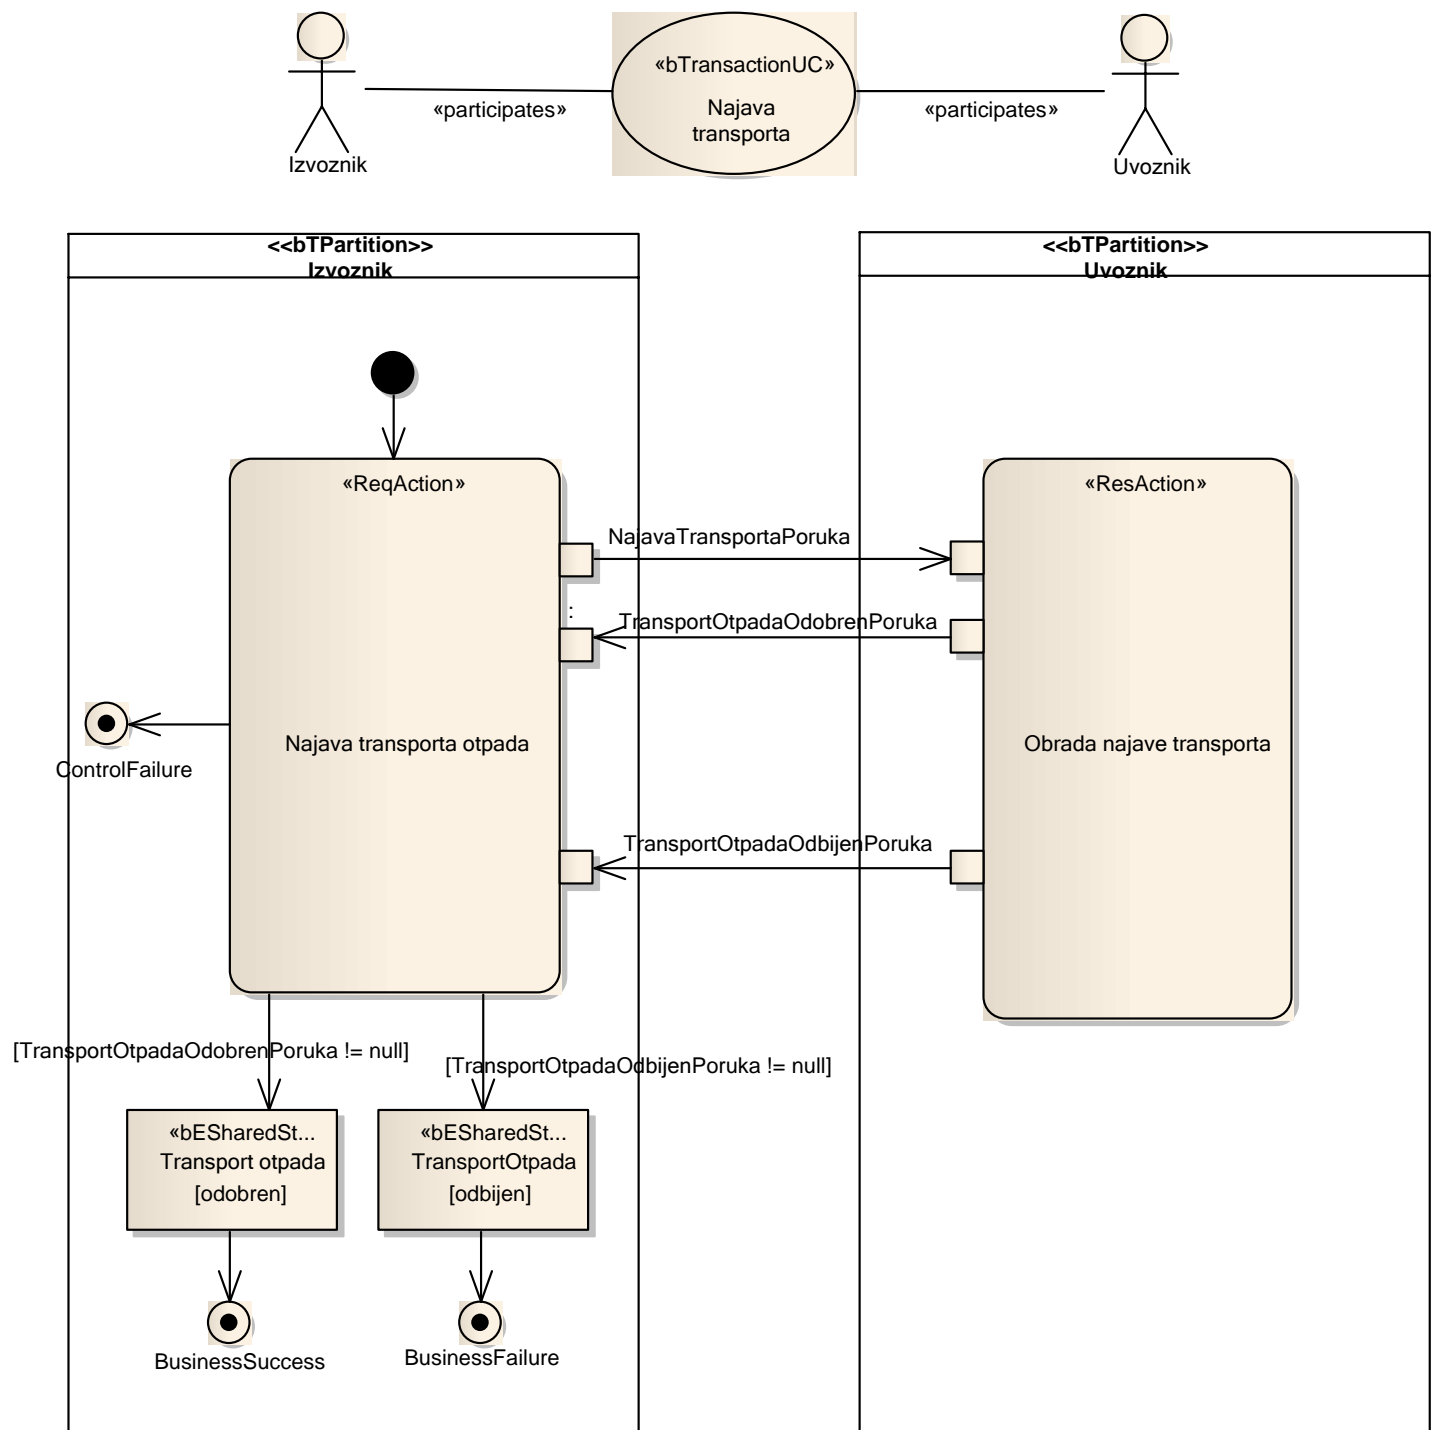 «bTransactionUC»
Najava
transporta
«participates»
«participates»
Izvoznik
Uvoznik
<<bTPartition>>
Izvoznik
<<bTPartition>>
Uvoznik
«ReqAction»
«ResAction»
NajavaTransportaPoruka
:
TransportOtpadaOdobrenPoruka
Najava transporta otpada
Obrada najave transporta
ControlFailure
TransportOtpadaOdbijenPoruka
[TransportOtpadaOdobrenPoruka != null]
[TransportOtpadaOdbijenPoruka != null]
«bESharedSt...
Transport otpada
[odobren]
«bESharedSt...
TransportOtpada
[odbijen]
BusinessSuccess
BusinessFailure